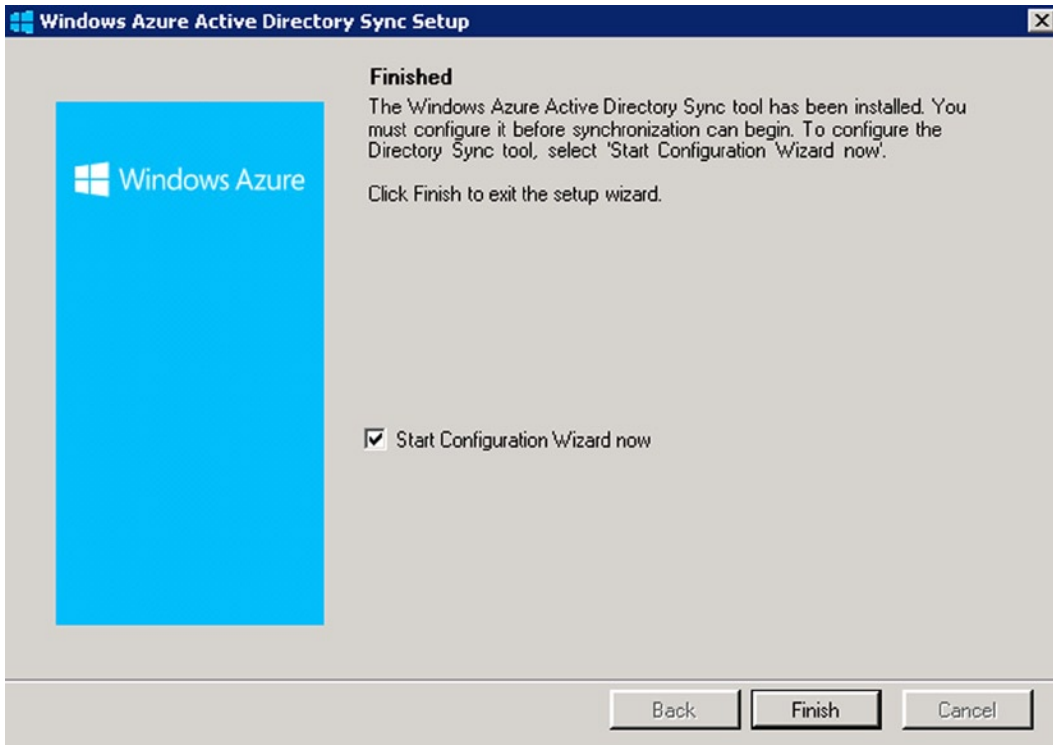 Windows Azure Active Directory Sync Setup
Finished
The Windows Azure Active Directory Sync tool has been installed. You
must configure it before synchronization can begin. To configure the
Directory Sync tool, select 'Start Configuration Wizard now'.
Click Finish to exit the setup wizard.
Windows Azure
Start Configuration Wizard now
Back
Finish
Cancel